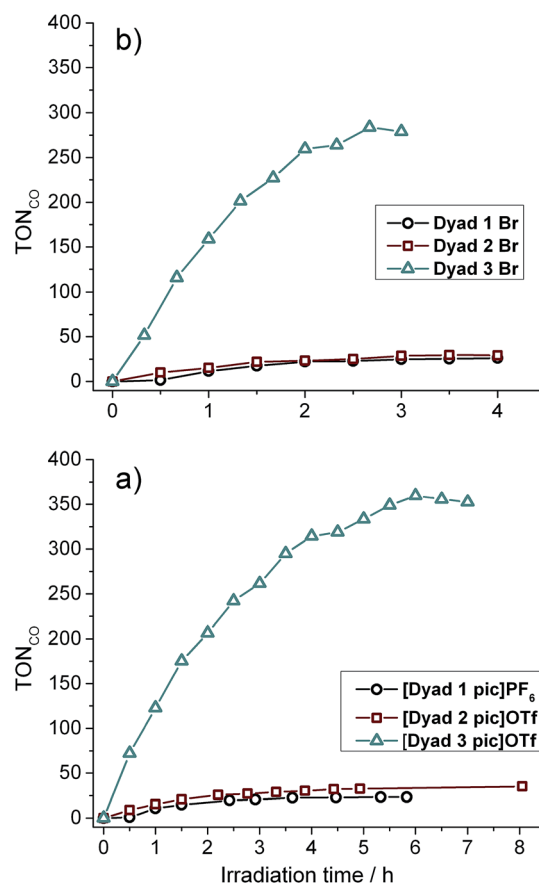 b)
400
350
300
250
200
150
100
50
0
TON_CO
Dyad 1 Br
Dyad 2 Br
Dyad 3 Br
0 1 2 3 4
a)
400
350
300
250
200
150
100
50
0
TON_CO
[Dyad 1 pic]PF_6
[Dyad 2 pic]OTf
[Dyad 3 pic]OTf
0 1 2 3 4 5 6 7 8
Irradiation time / h